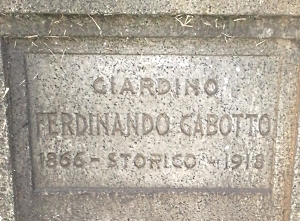 GIARDINO
FERDINANDO GABOTTO
1866 - STORICO - 1918